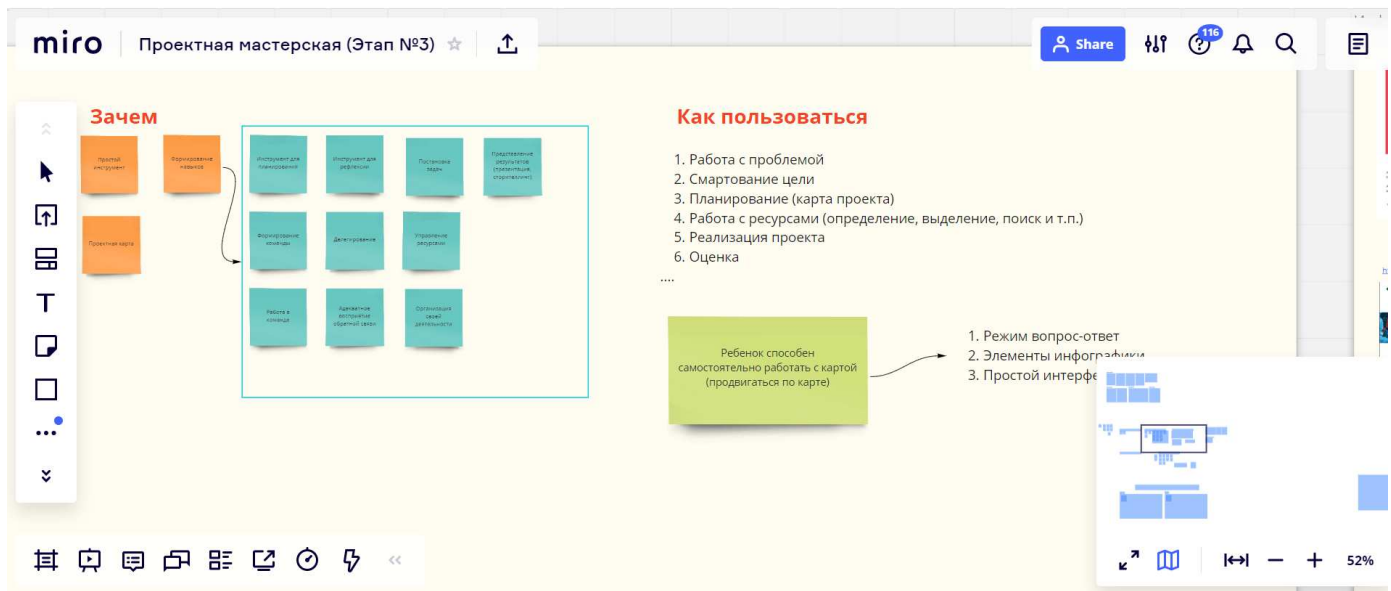 miro
Проектная мастерская (Этап №3)
Share
116
Зачем
Простой
инструмент
Формирование
навыков
Проектная карта
Инструмент для
планирования
Инструмент для
рефлексии
Постановка
задач
Представление
результатов
(презентация,
сторителлинг)
Формирование
команды
Делегирование
Управление
ресурсами
Работа в
команде
Адекватное
восприятие
обратной связи
Организация
своей
деятельности
Как пользоваться
1. Работа с проблемой
2. Смартование цели
3. Планирование (карта проекта)
4. Работа с ресурсами (определение, выделение, поиск и т.п.)
5. Реализация проекта
6. Оценка
....
Ребенок способен
самостоятельно работать с картой
(продвигаться по карте)
1. Режим вопрос-ответ
2. Элементы инфографики
3. Простой интерфе
52%